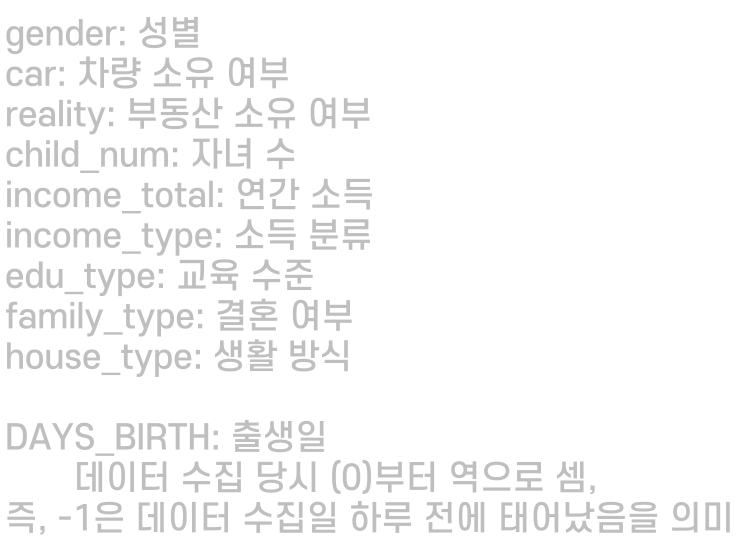 gender: 성별
car: 차량 소유 여부
reality: 부동산 소유 여부
child_num: 자녀 수
income_total: 연간 소득
income_type: 소득 분류
edu_type: 교육 수준
family_type: 결혼 여부
house_type: 생활 방식
DAYS_BIRTH: 출생일
데이터 수집 당시 (0)부터 역으로 셈,
즉, -1은 데이터 수집일 하루 전에 태어났음을 의미